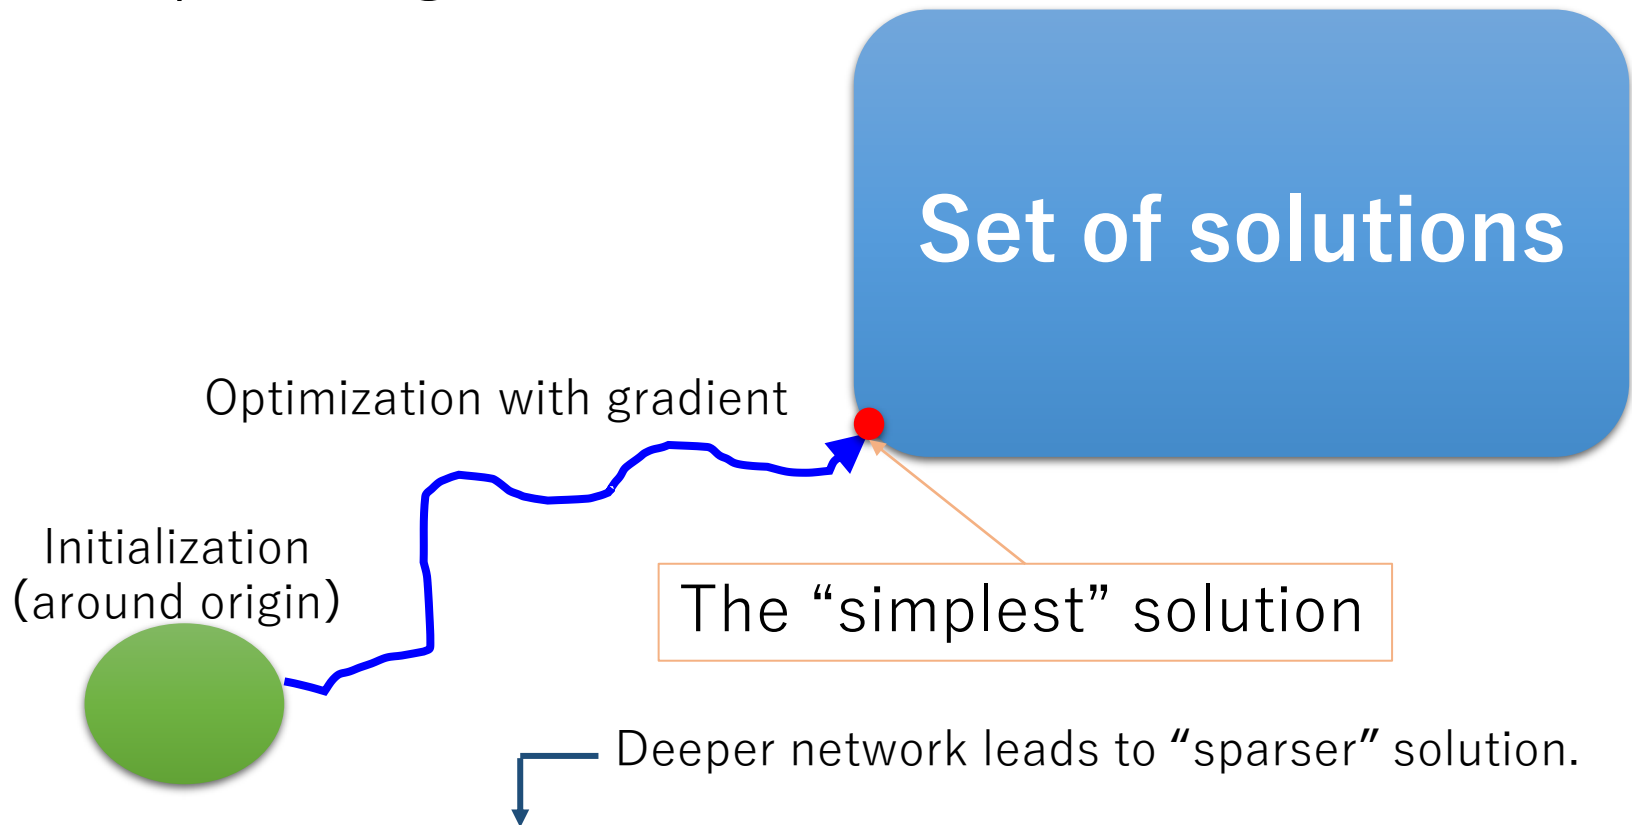 Set of solutions
Optimization with gradient
Initialization
(around origin)
The “simplest” solution
Deeper network leads to “sparser” solution.